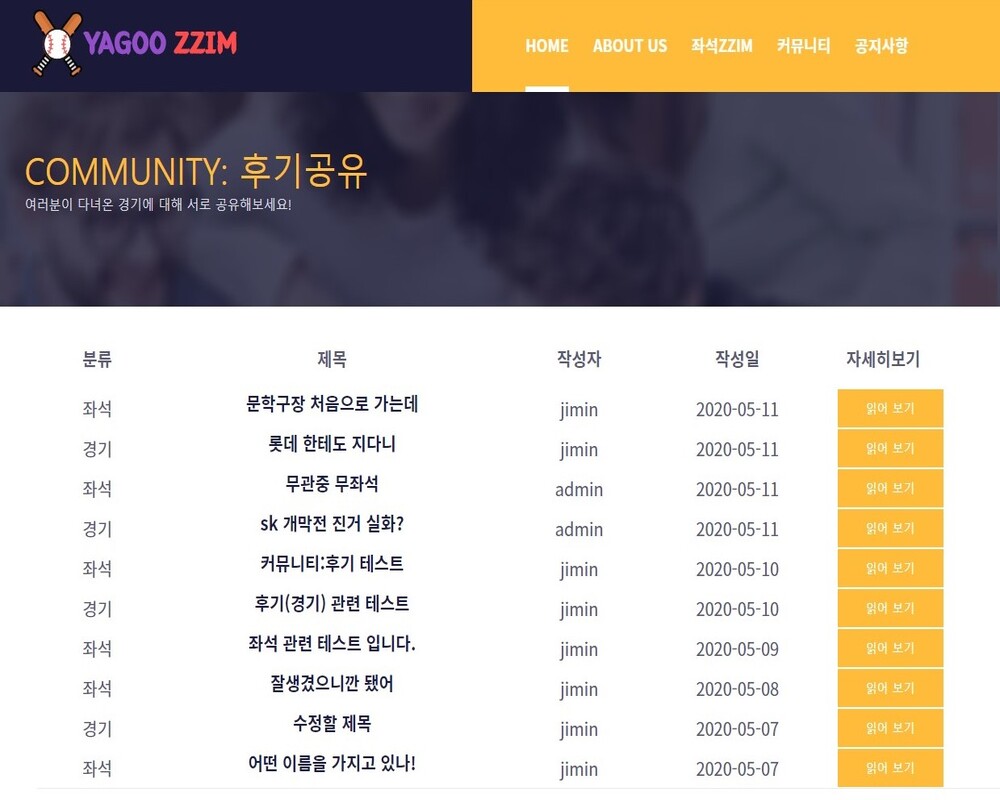 YAGOO ZZIM
HOME ABOUT US 좌석ZZIM 커뮤니티 공지사항
COMMUNITY: 후기공유
여러분이 다녀온 경기에 대해 서로 공유해보세요!
분류 제목 작성자 작성일 자세히보기
좌석 문학구장 처음으로 가는데 jimin 2020-05-11 읽어 보기
경기 롯데 한테도 지다니 jimin 2020-05-11 읽어 보기
좌석 무관중 무좌석 admin 2020-05-11 읽어 보기
경기 sk 개막전 진거 실화? admin 2020-05-11 읽어 보기
좌석 커뮤니티:후기 테스트 jimin 2020-05-10 읽어 보기
경기 후기(경기) 관련 테스트 jimin 2020-05-10 읽어 보기
좌석 좌석 관련 테스트 입니다. jimin 2020-05-09 읽어 보기
좌석 잘생겼으니깐 됐어 jimin 2020-05-08 읽어 보기
경기 수정할 제목 jimin 2020-05-07 읽어 보기
좌석 어떤 이름을 가지고 있나! jimin 2020-05-07 읽어 보기